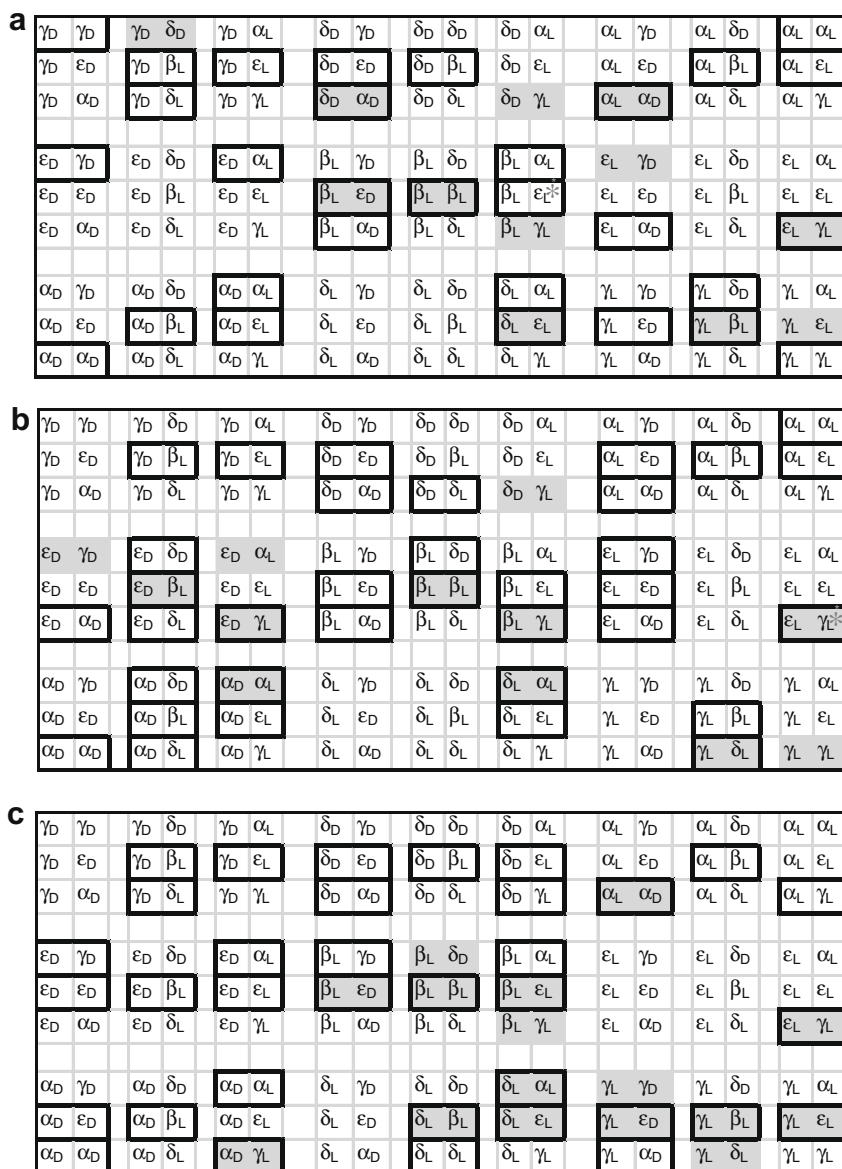 a
γD γD γD δD γD αL δD γD δD δD δD αL αL γD αL δD αL αL
γD εD γD βL γD εL δD εD δD βL δD εL αL εD αL βL αL εL
γD αD γD δL γD γL δD αD δD δL δD γL αL αD αL δL αL γL
εD γD εD δD εD αL βL γD βL δD βL αL εL γD εL δD εL αL
εD εD εD βL εD εL βL εD βL βL βL εL* εL εD εL βL εL εL
εD αD εD δL εD γL βL αD βL δL βL γL εL αD εL δL εL γL
αD γD αD δD αD αL δL γD δL δD δL αL γL γD γL δD γL αL
αD εD αD βL αD εL δL εD δL βL δL εL γL εD γL βL γL εL
αD αD αD δL αD γL δL αD δL δL δL γL γL αD γL δL γL γL
b
γD γD γD δD γD αL δD γD δD δD δD αL αL γD αL δD αL αL
γD εD γD βL γD εL δD εD δD βL δD εL αL εD αL βL αL εL
γD αD γD δL γD γL δD αD δD δL δD γL αL αD αL δL αL γL
εD γD εD δD εD αL βL γD βL δD βL αL εL γD εL δD εL αL
εD εD εD βL εD εL βL εD βL βL βL εL εL εD εL βL εL εL
εD αD εD δL εD γL βL αD βL δL βL γL εL αD εL δL εL γL*
αD γD αD δD αD αL δL γD δL δD δL αL γL γD γL δD γL αL
αD εD αD βL αD εL δL εD δL βL δL εL γL εD γL βL γL εL
αD αD αD δL αD γL δL αD δL δL δL γL γL αD γL δL γL γL
c
γD γD γD δD γD αL δD γD δD δD δD αL αL γD αL δD αL αL
γD εD γD βL γD εL δD εD δD βL δD εL αL εD αL βL αL εL
γD αD γD δL γD γL δD αD δD δL δD γL αL αD αL δL αL γL
εD γD εD δD εD αL βL γD βL δD βL αL εL γD εL δD εL αL
εD εD εD βL εD εL βL εD βL βL βL εL εL εD εL βL εL εL
εD αD εD δL εD γL βL αD βL δL βL γL εL αD εL δL εL γL
αD γD αD δD αD αL δL γD δL δD δL αL γL γD γL δD γL αL
αD εD αD βL αD εL δL εD δL βL δL εL γL εD γL βL γL εL
αD αD αD δL αD γL δL αD δL δL δL γL γL αD γL δL γL γL